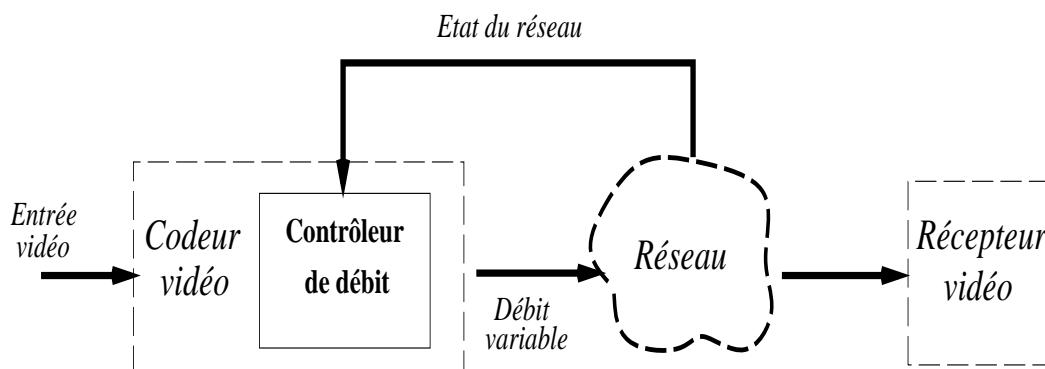 Etat du réseau
Entrée
vidéo
Codeur
vidéo
Contrôleur
de débit
Débit
variable
Réseau
Récepteur
vidéo